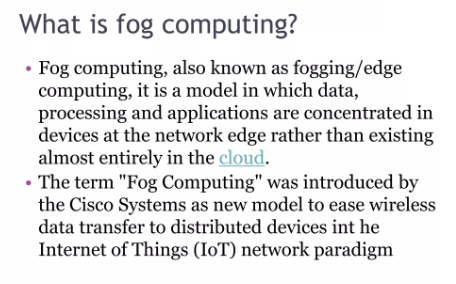 What is fog computing?
• Fog computing, also known as fogging/edge
computing, it is a model in which data,
processing and applications are concentrated in
devices at the network edge rather than existing
almost entirely in the cloud.
• The term "Fog Computing" was introduced by
the Cisco Systems as new model to ease wireless
data transfer to distributed devices int he
Internet of Things (IoT) network paradigm